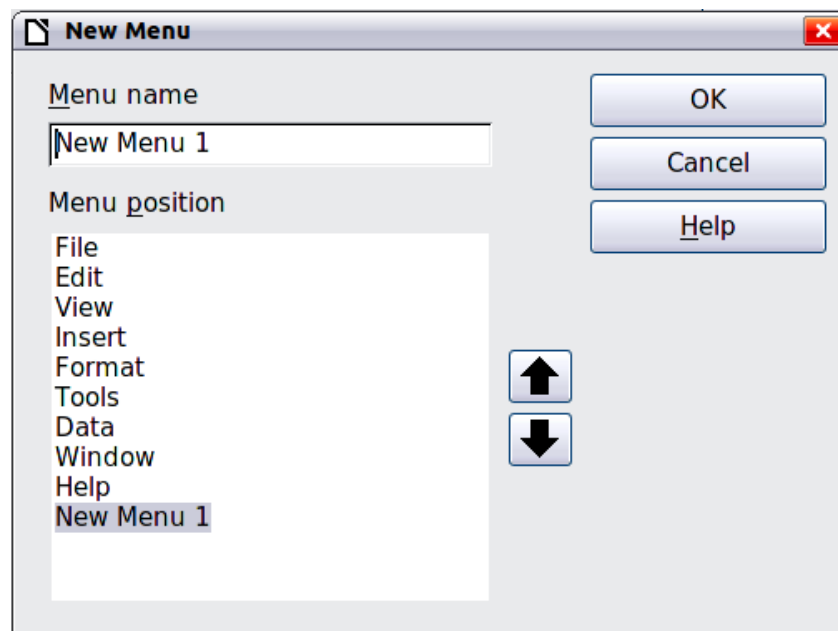 New Menu
Menu name
New Menu 1
Menu position
File
Edit
View
Insert
Format
Tools
Data
Window
Help
New Menu 1
OK
Cancel
Help